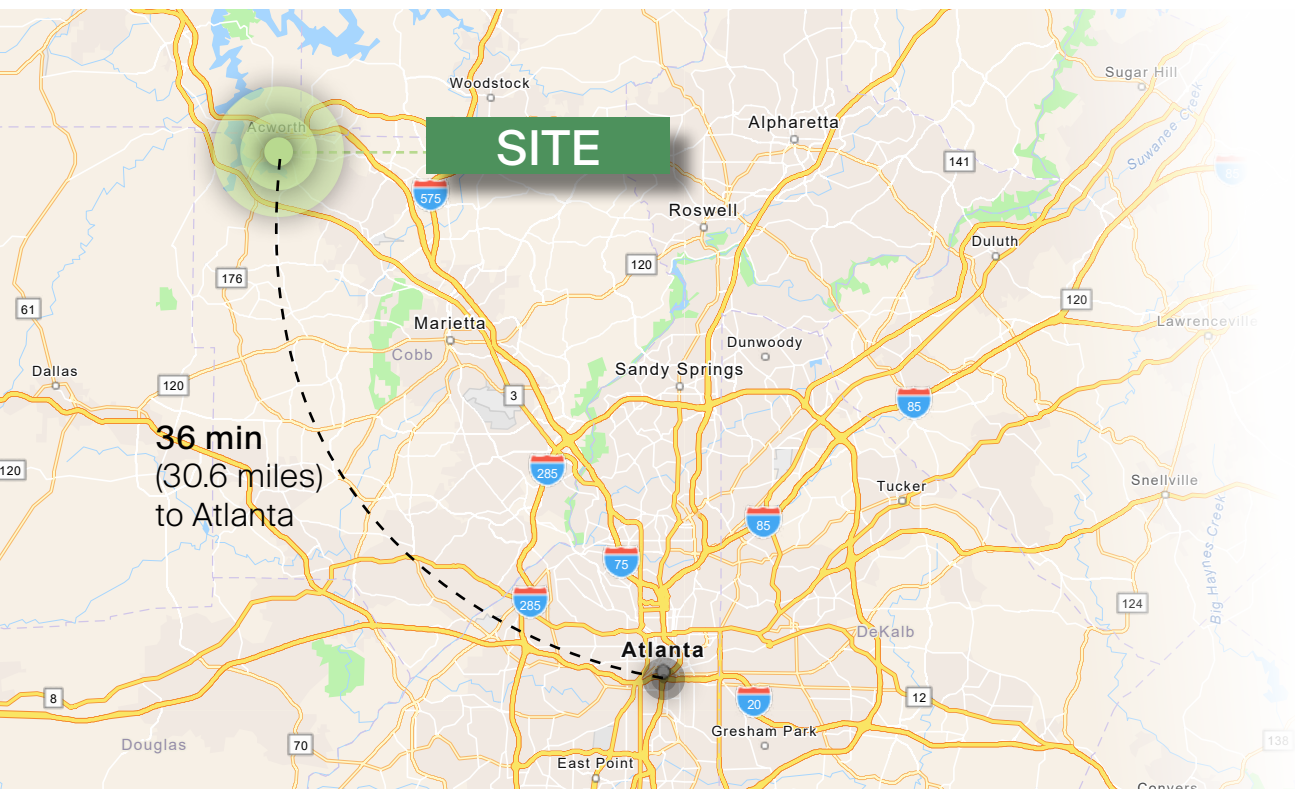 Sugar Hill
Woodstock
Alpharetta
Acworth
SITE
Suwanee Creek
141
85
575
Roswell
Duluth
120
176
120
61
Marietta
Lawrenceville
Dunwoody
Cobb
Sandy Springs
Dallas
120
3
85
36 min
(30.6 miles)
to Atlanta
120
285
Snellville
Tucker
85
75
Big Haynes Creek
285
124
DeKalb
Atlanta
8
20
12
Gresham Park
Douglas
70
138
East Point
Conyers